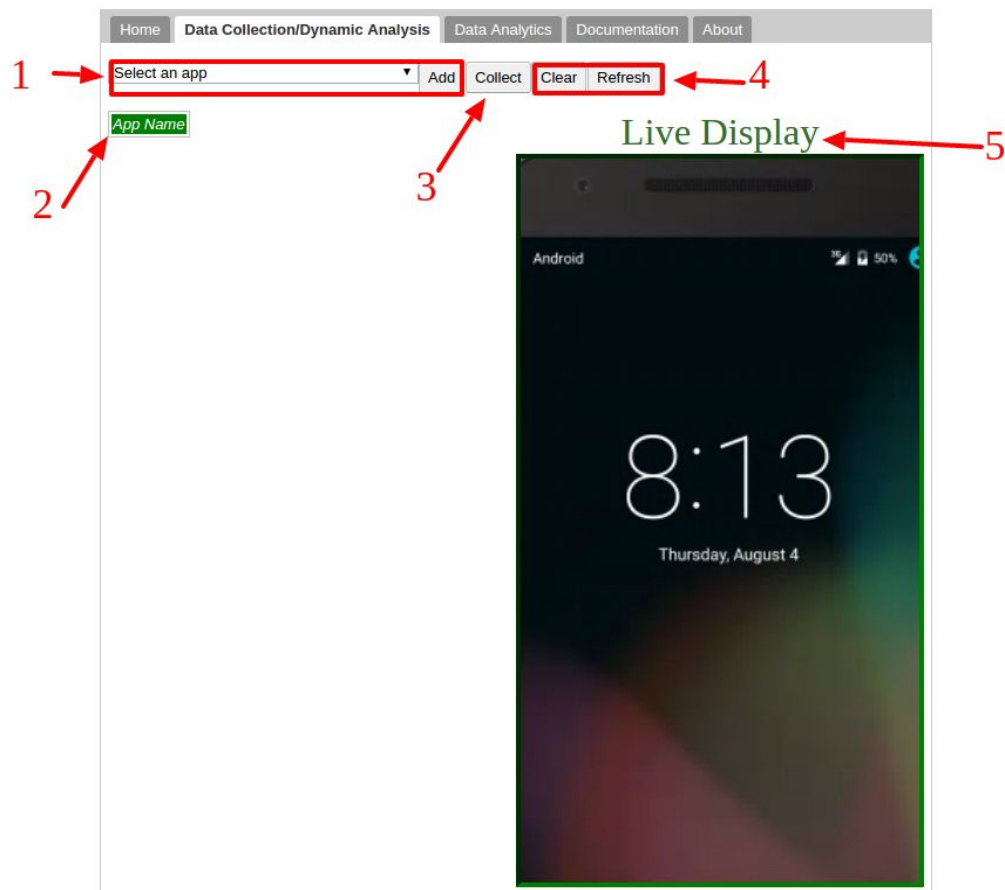 Home Data Collection/Dynamic Analysis Data Analytics Documentation About
1 Select an app Add Collect Clear Refresh 4
App Name
Live Display 5
3
2
Android 3G 50%
8:13
Thursday, August 4